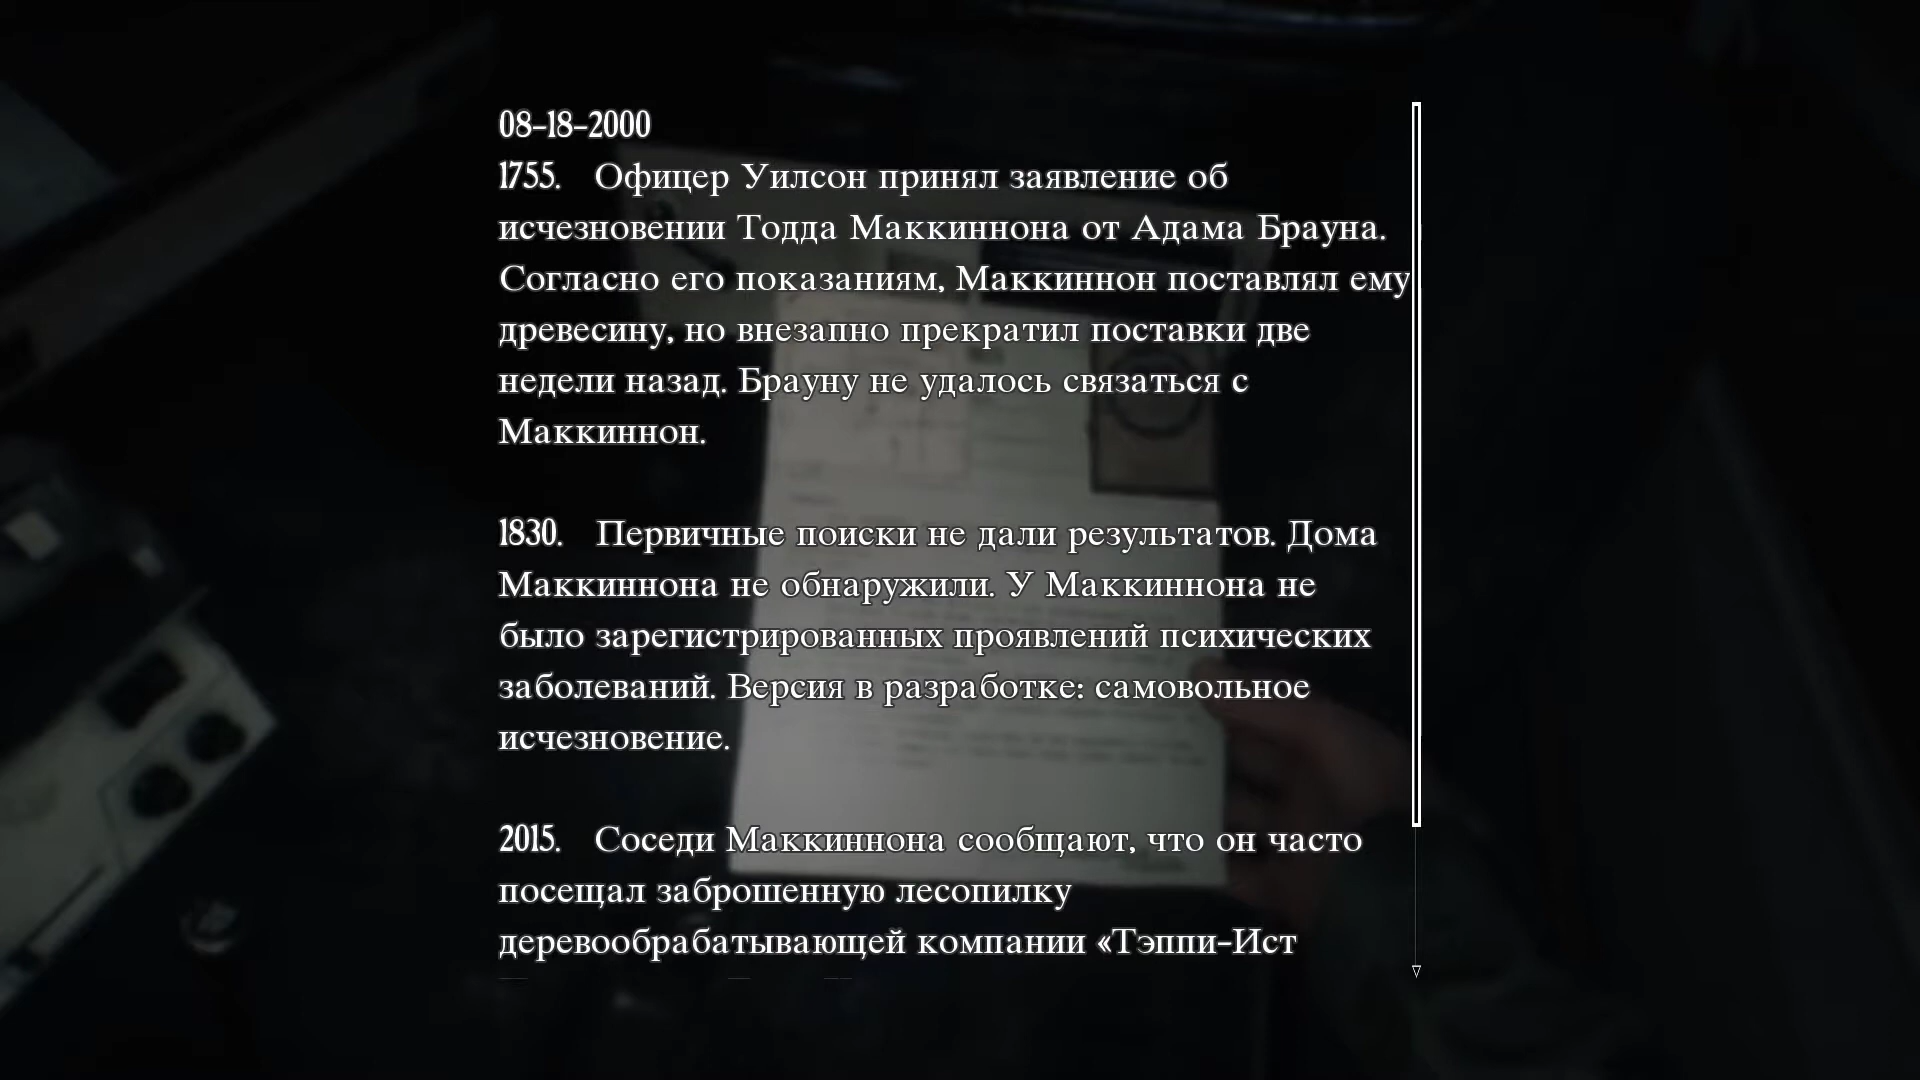 08-18-2000
1755. Офицер Уилсон принял заявление об
исчезновении Тодда Маккиннона от Адама Брауна.
Согласно его показаниям, Маккиннон поставлял ему
древесину, но внезапно прекратил поставки две
недели назад. Брауну не удалось связаться с
Маккиннон.
1830. Первичные поиски не дали результатов. Дома
Маккиннона не обнаружили. У Маккиннона не
было зарегистрированных проявлений психических
заболеваний. Версия в разработке: самовольное
исчезновение.
2015. Соседи Маккиннона сообщают, что он часто
посещал заброшенную лесопилку
деревообрабатывающей компании «Тэппи-Ист